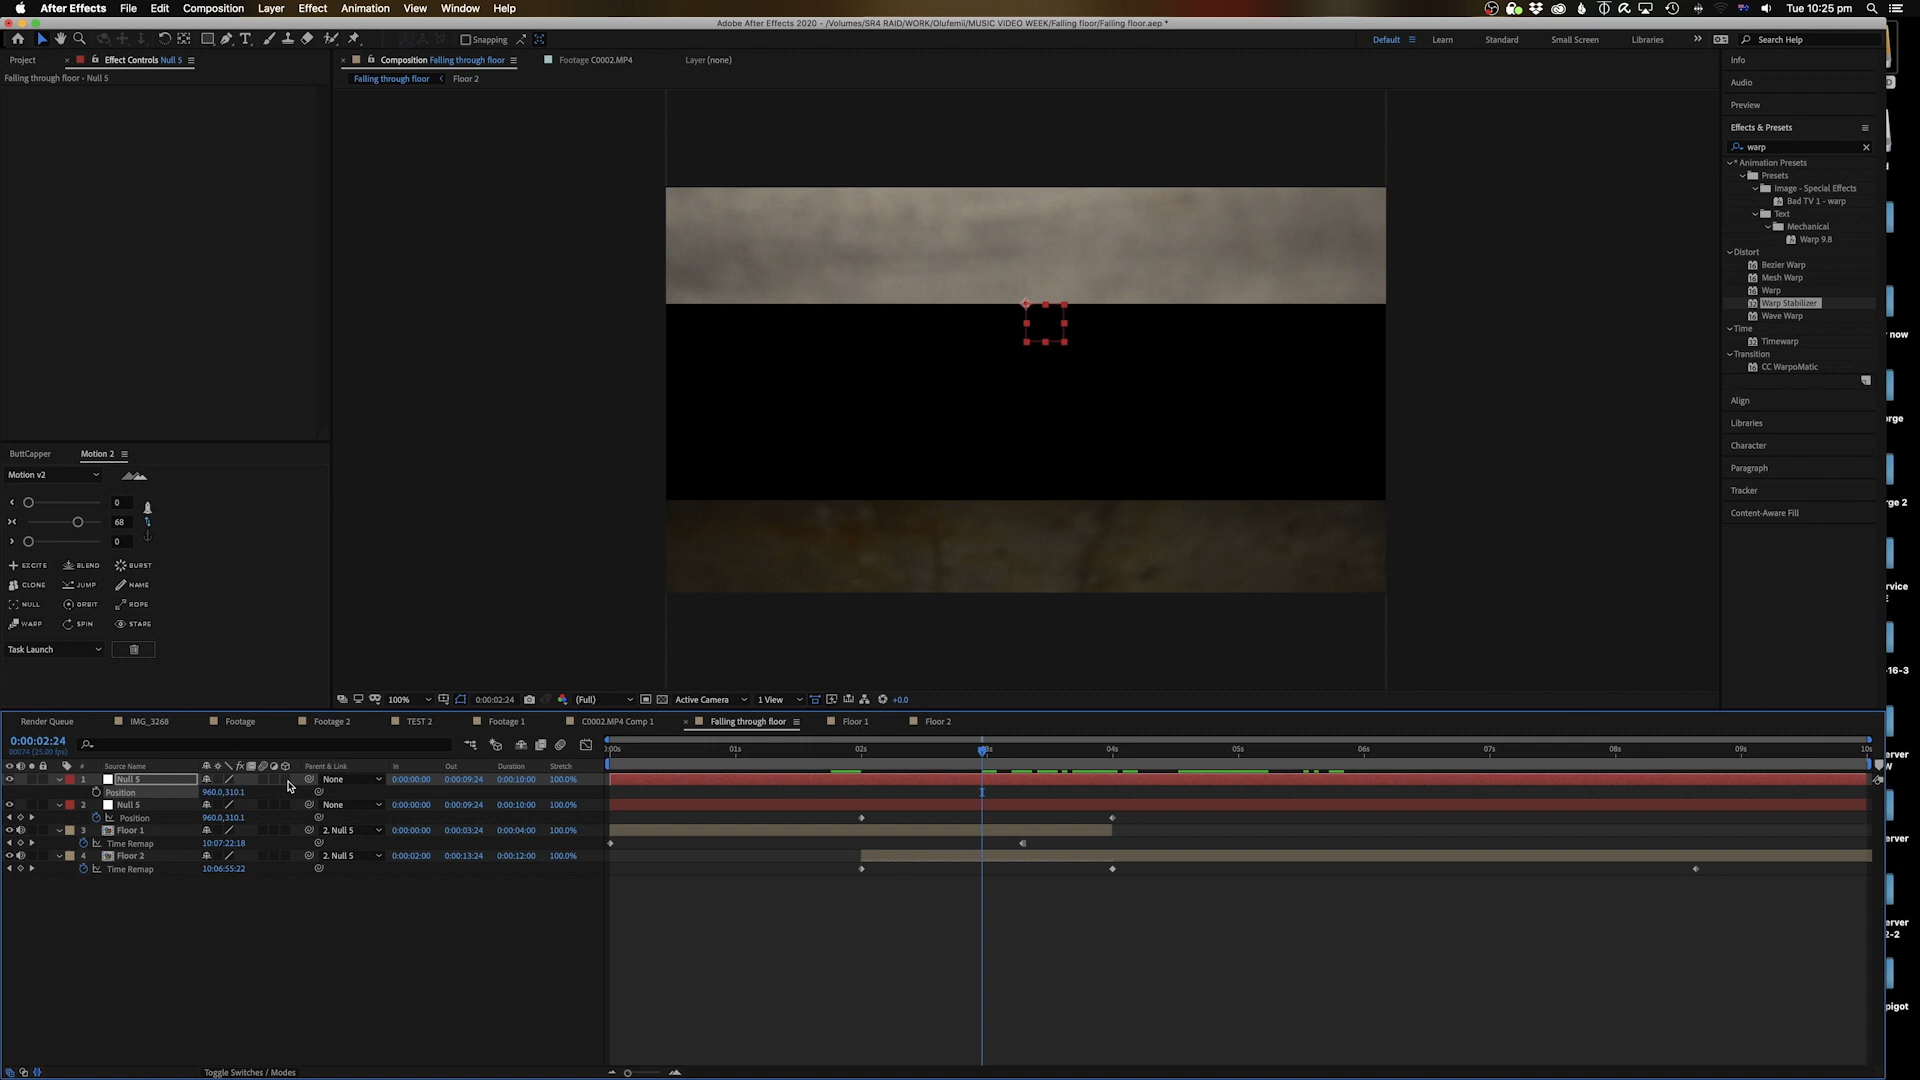 After Effects File Edit Composition Layer Effect Animation View Window Help Tue 10:25 pm
Adobe After Effects 2020 - /Volumes/SR4 RAID/WORK/Olufemii/MUSIC VIDEO WEEK/Falling floor/Falling floor.aep *
Snapping Default Learn Standard Small Screen Libraries Search Help
Project Effect Controls Null 5 Composition Falling through floor Footage C0002.MP4 Layer (none) Info
Falling through floor • Null 5 Falling through floor Floor 2
Audio
Preview
Effects & Presets
warp
* Animation Presets
Presets
Image - Special Effects
Bad TV 1 - warp
Text
Mechanical
Warp 9.8
Distort
Bezier Warp
Mesh Warp
Warp
Warp Stabilizer
Wave Warp
Time
Timewarp
Transition
CC WarpoMatic
Align
Libraries
Character
Paragraph
Tracker
Content-Aware Fill
ButtCapper Motion 2
Motion v2
0
68
0
EXCITE BLEND BURST
CLONE JUMP NAME
NULL ORBIT ROPE
WARP SPIN STARE
Task Launch
100% 0:00:02:24 (Full) Active Camera 1 View +0.0
Render Queue IMG_3268 Footage Footage 2 TEST 2 Footage 1 C0002.MP4 Comp 1 Falling through floor Floor 1 Floor 2
0:00:02:24
00074 (25.00 fps)
01s 02s 04s 05s 06s 07s 08s 09s 10s
# Source Name Parent & Link In Out Duration Stretch
1 Null 5 None 0:00:00:00 0:00:09:24 0:00:10:00 100.0%
Position 960.0,310.1
2 Null 5 None 0:00:00:00 0:00:09:24 0:00:10:00 100.0%
Position 960.0,310.1
3 Floor 1 2. Null 5 0:00:00:00 0:00:03:24 0:00:04:00 100.0%
Time Remap 10:07:22:18
4 Floor 2 2. Null 5 0:00:02:00 0:00:13:24 0:00:12:00 100.0%
Time Remap 10:06:55:22
Toggle Switches / Modes